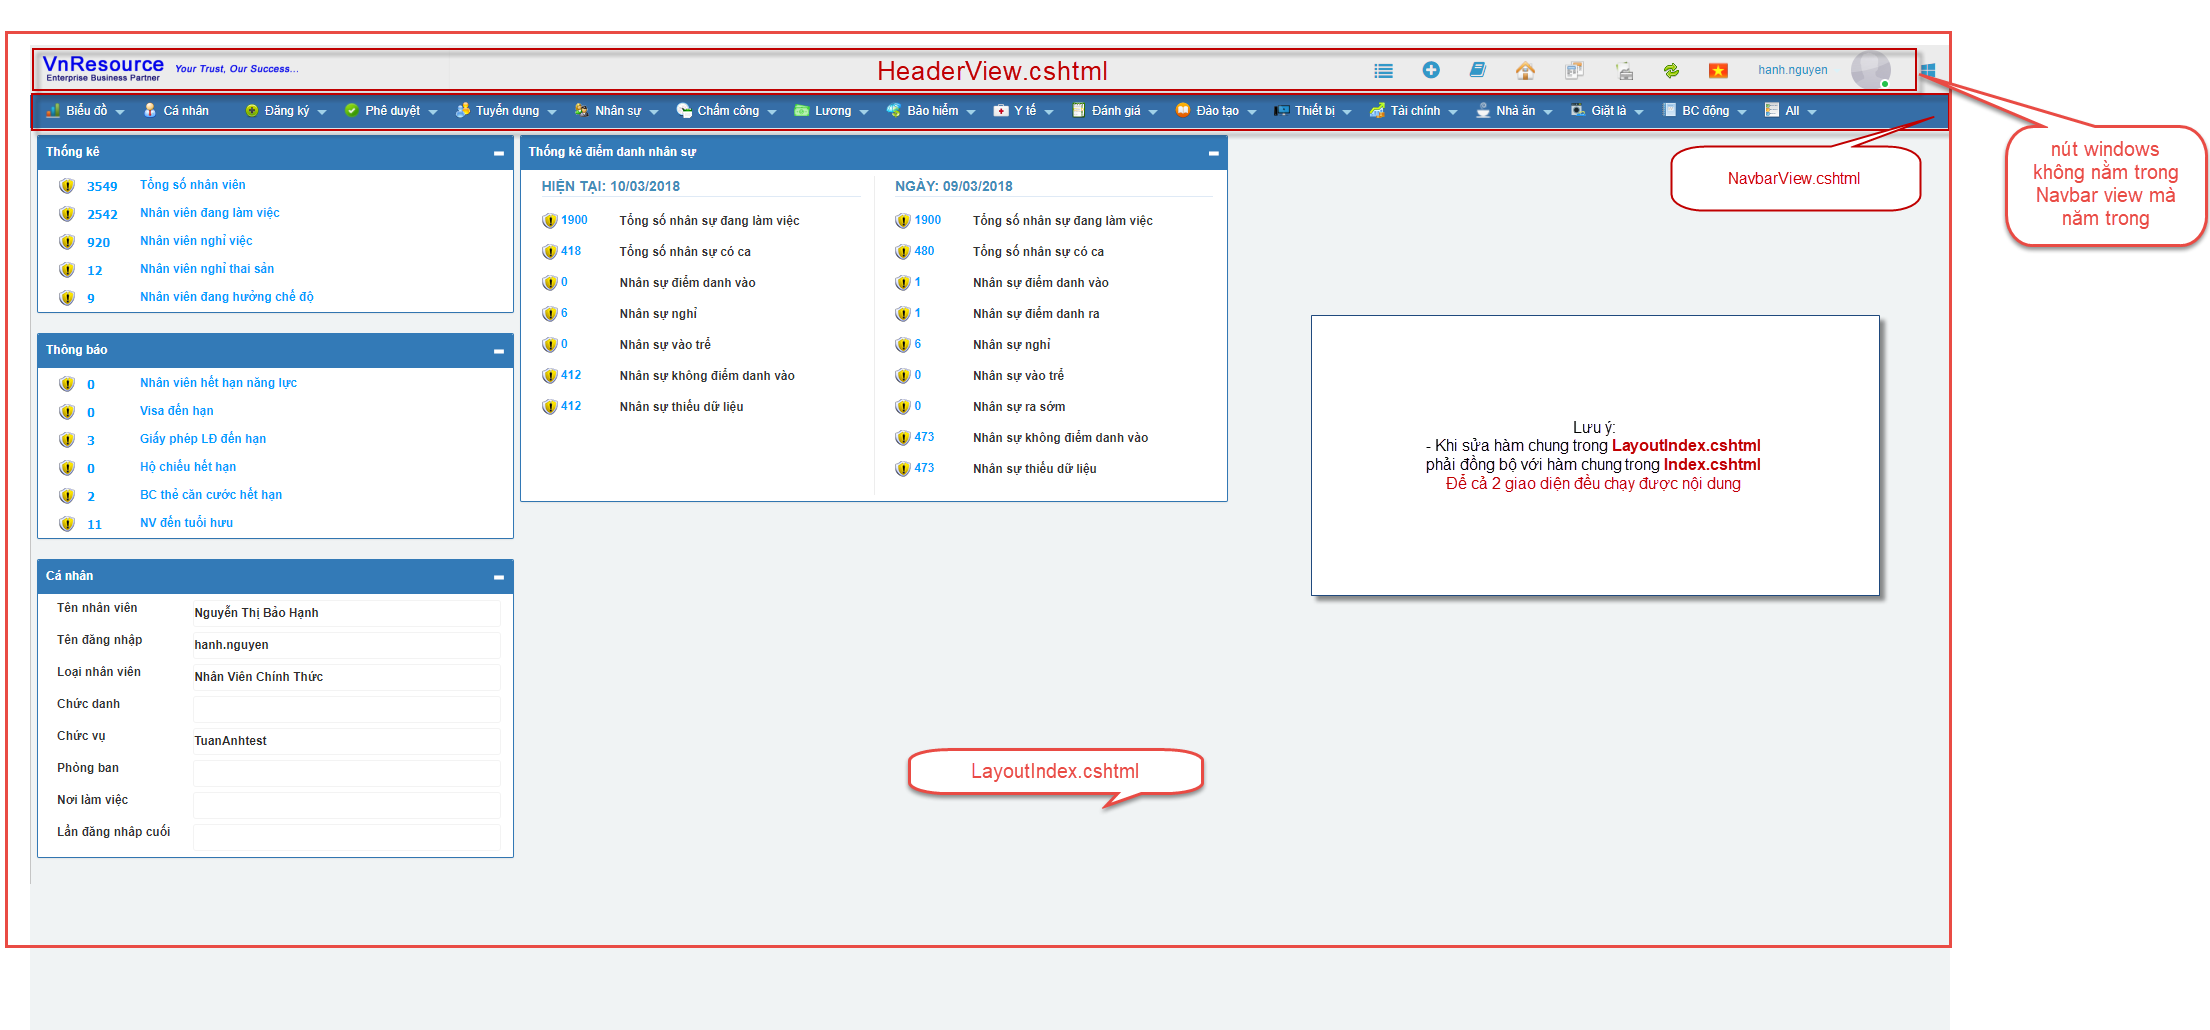 VnResource
Enterprise Business Partner
Your Trust, Our Success...
HeaderView.cshtml
hanh.nguyen
Biểu đồ
Cá nhân
Đăng ký
Phê duyệt
Tuyển dụng
Nhân sự
Chấm công
Lương
Bảo hiểm
Y tế
Đánh giá
Đào tạo
Thiết bị
Tài chính
Nhà ăn
Giặt là
BC động
All
nút windows
không nằm trong
Navbar view mà
năm trong
NavbarView.cshtml
Thống kê
3549 Tổng số nhân viên
2542 Nhân viên đang làm việc
920 Nhân viên nghỉ việc
12 Nhân viên nghỉ thai sản
9 Nhân viên đang hưởng chế độ
Thông báo
0 Nhân viên hết hạn năng lực
0 Visa đến hạn
3 Giấy phép LĐ đến hạn
0 Hộ chiếu hết hạn
2 BC thẻ căn cước hết hạn
11 NV đến tuổi hưu
Cá nhân
Tên nhân viên Nguyễn Thị Bảo Hạnh
Tên đăng nhập hanh.nguyen
Loại nhân viên Nhân Viên Chính Thức
Chức danh
Chức vụ TuanAnhtest
Phòng ban
Nơi làm việc
Lần đăng nhập cuối
Thống kê điểm danh nhân sự
HIỆN TẠI: 10/03/2018
1900 Tổng số nhân sự đang làm việc
418 Tổng số nhân sự có ca
0 Nhân sự điểm danh vào
6 Nhân sự nghỉ
0 Nhân sự vào trể
412 Nhân sự không điểm danh vào
412 Nhân sự thiếu dữ liệu
NGÀY: 09/03/2018
1900 Tổng số nhân sự đang làm việc
480 Tổng số nhân sự có ca
1 Nhân sự điểm danh vào
1 Nhân sự điểm danh ra
6 Nhân sự nghỉ
0 Nhân sự vào trể
0 Nhân sự ra sớm
473 Nhân sự không điểm danh vào
473 Nhân sự thiếu dữ liệu
Lưu ý:
- Khi sửa hàm chung trong LayoutIndex.cshtml
phải đồng bộ với hàm chung trong Index.cshtml
Để cả 2 giao diện đều chạy được nội dung
LayoutIndex.cshtml